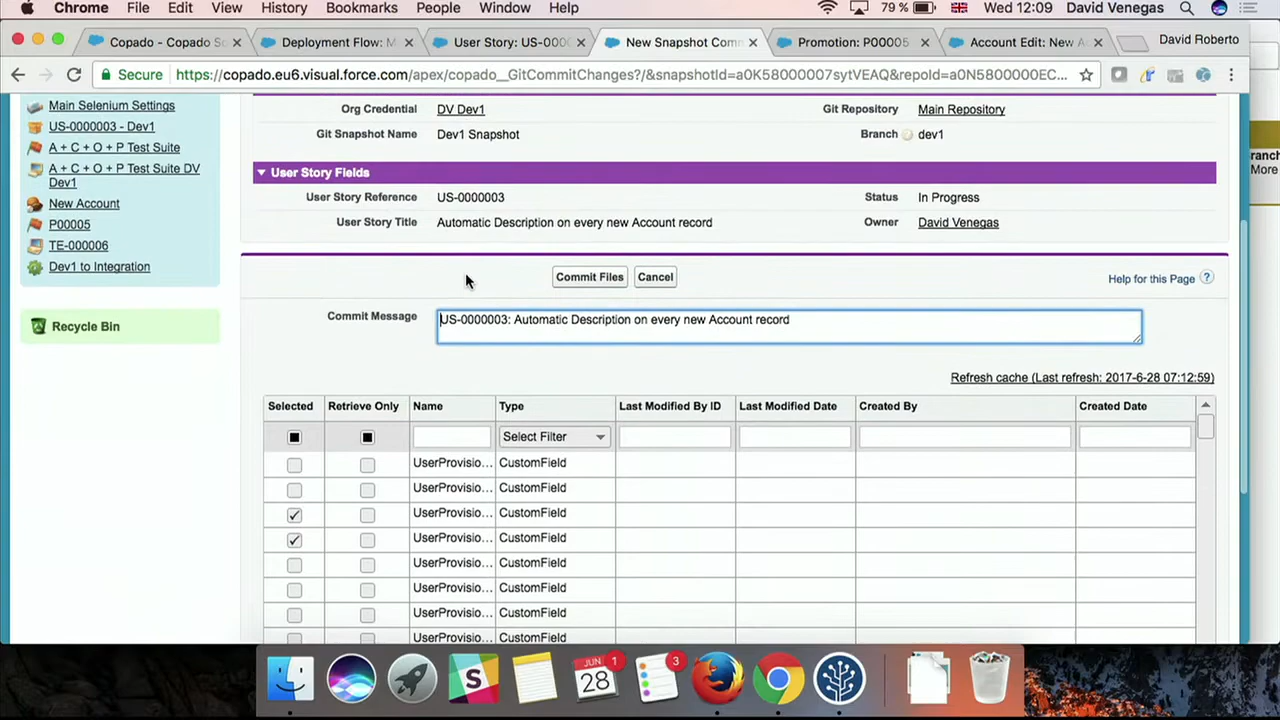 Chrome File Edit View History Bookmarks People Window Help 79 % Wed 12:09 David Venegas
Copado - Copado So Deployment Flow: M User Story: US-000 New Snapshot Com Promotion: P00005 Account Edit: New A David Roberto
Secure https://copado.eu6.visual.force.com/apex/copado__GitCommitChanges?/&snapshotId=a0K58000007sytVEAQ&repoId=a0N5800000EC...
Main Selenium Settings
US-0000003 - Dev1
A + C + O + P Test Suite
A + C + O + P Test Suite DV
Dev1
New Account
P00005
TE-000006
Dev1 to Integration
Recycle Bin
Org Credential DV Dev1 Git Repository Main Repository
Git Snapshot Name Dev1 Snapshot Branch dev1
User Story Fields
User Story Reference US-0000003 Status In Progress
User Story Title Automatic Description on every new Account record Owner David Venegas
Commit Files Cancel Help for this Page ?
Commit Message US-0000003: Automatic Description on every new Account record
Refresh cache (Last refresh: 2017-6-28 07:12:59)
Selected Retrieve Only Name Type Last Modified By ID Last Modified Date Created By Created Date
Select Filter
UserProvisio... CustomField
UserProvisio... CustomField
UserProvisio... CustomField
UserProvisio... CustomField
UserProvisio... CustomField
UserProvisio... CustomField
UserProvisio... CustomField
UserProvisio... CustomField
ranch
More
JUN 1 3
28